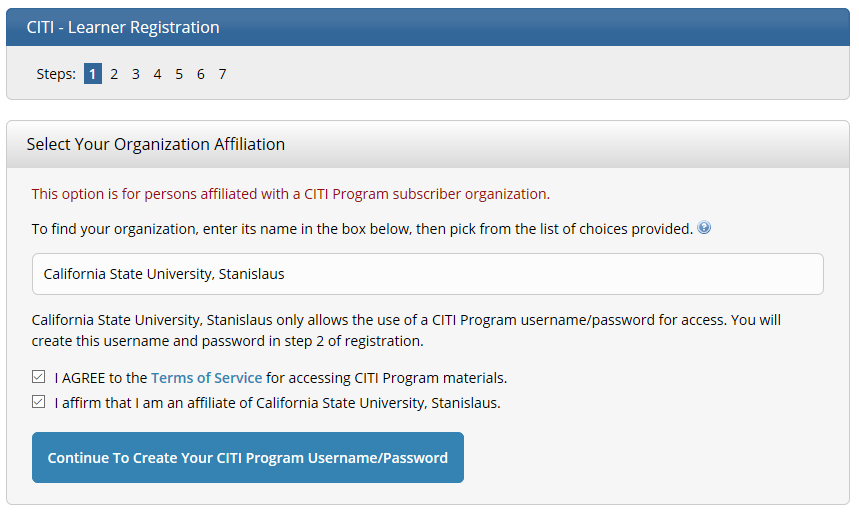 CITI - Learner Registration
Steps: 1 2 3 4 5 6 7
Select Your Organization Affiliation
This option is for persons affiliated with a CITI Program subscriber organization.
To find your organization, enter its name in the box below, then pick from the list of choices provided. ?
California State University, Stanislaus
California State University, Stanislaus only allows the use of a CITI Program username/password for access. You will
create this username and password in step 2 of registration.
I AGREE to the Terms of Service for accessing CITI Program materials.
I affirm that I am an affiliate of California State University, Stanislaus.
Continue To Create Your CITI Program Username/Password